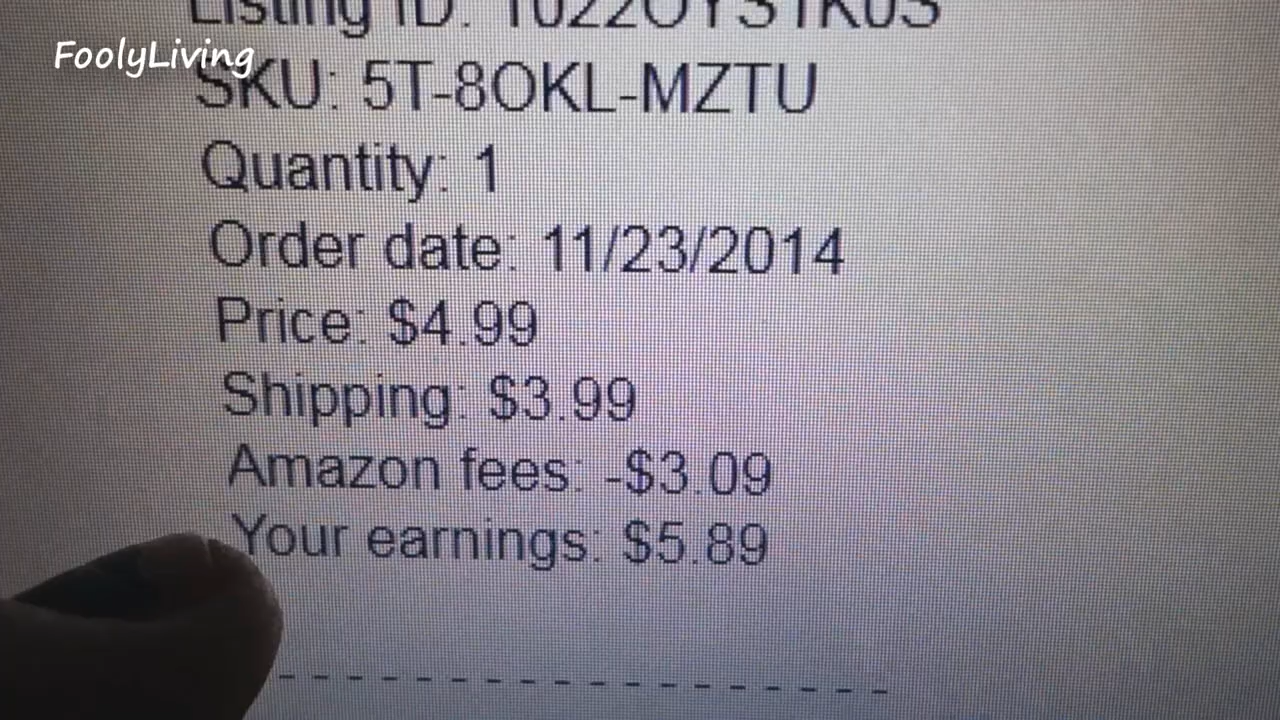 FoolyLiving
SKU: 5T-8OKL-MZTU
Quantity: 1
Order date: 11/23/2014
Price: $4.99
Shipping: $3.99
Amazon fees: -$3.09
Your earnings: $5.89
--------------------